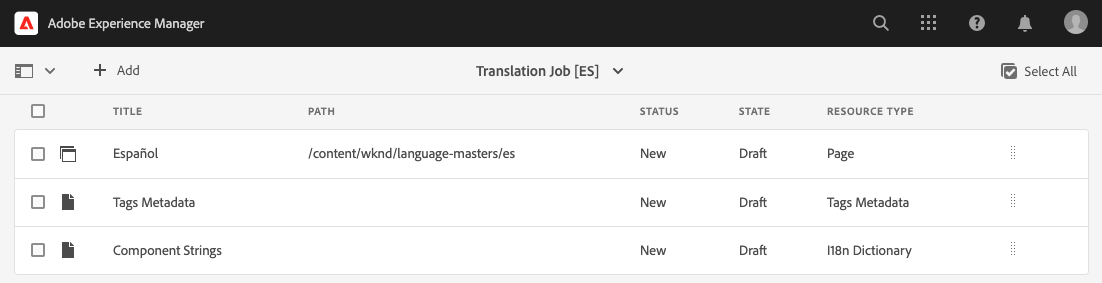 Adobe Experience Manager
Add Translation Job [ES] Select All
TITLE PATH STATUS STATE RESOURCE TYPE
Español /content/wknd/language-masters/es New Draft Page
Tags Metadata New Draft Tags Metadata
Component Strings New Draft I18n Dictionary